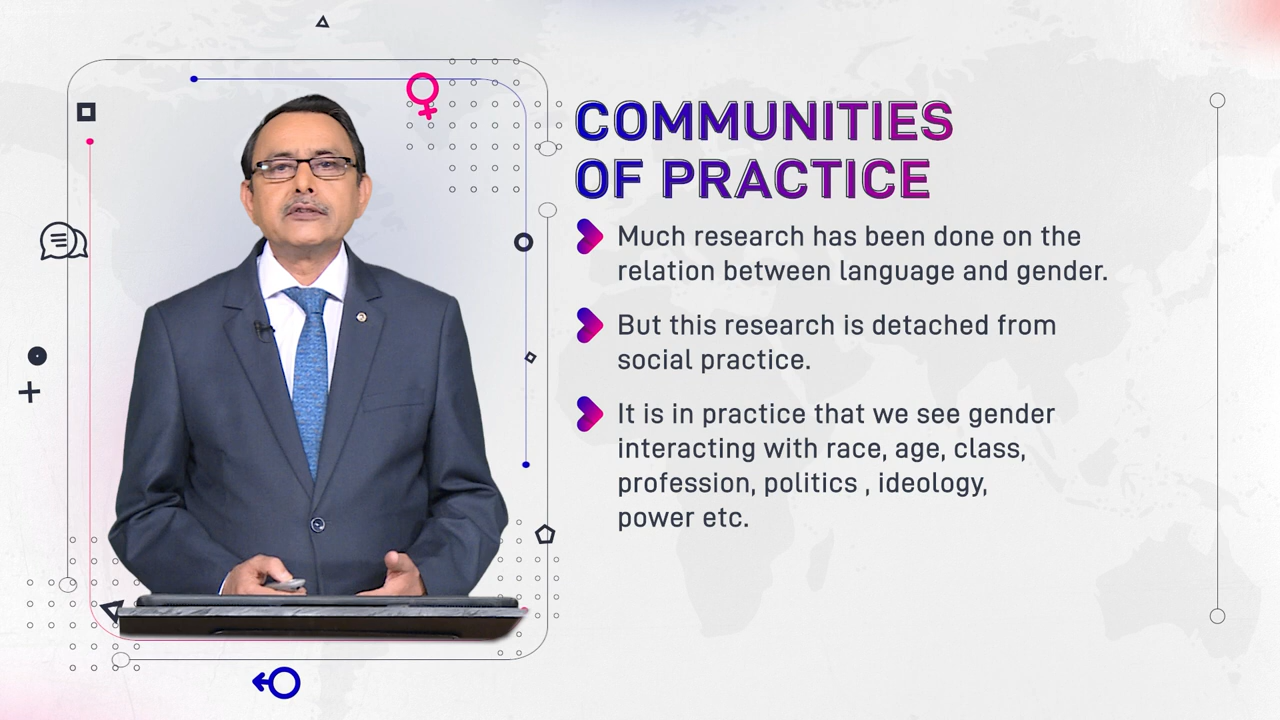 COMMUNITIES
OF PRACTICE
Much research has been done on the
relation between language and gender.
But this research is detached from
social practice.
It is in practice that we see gender
interacting with race, age, class,
profession, politics , ideology,
power etc.